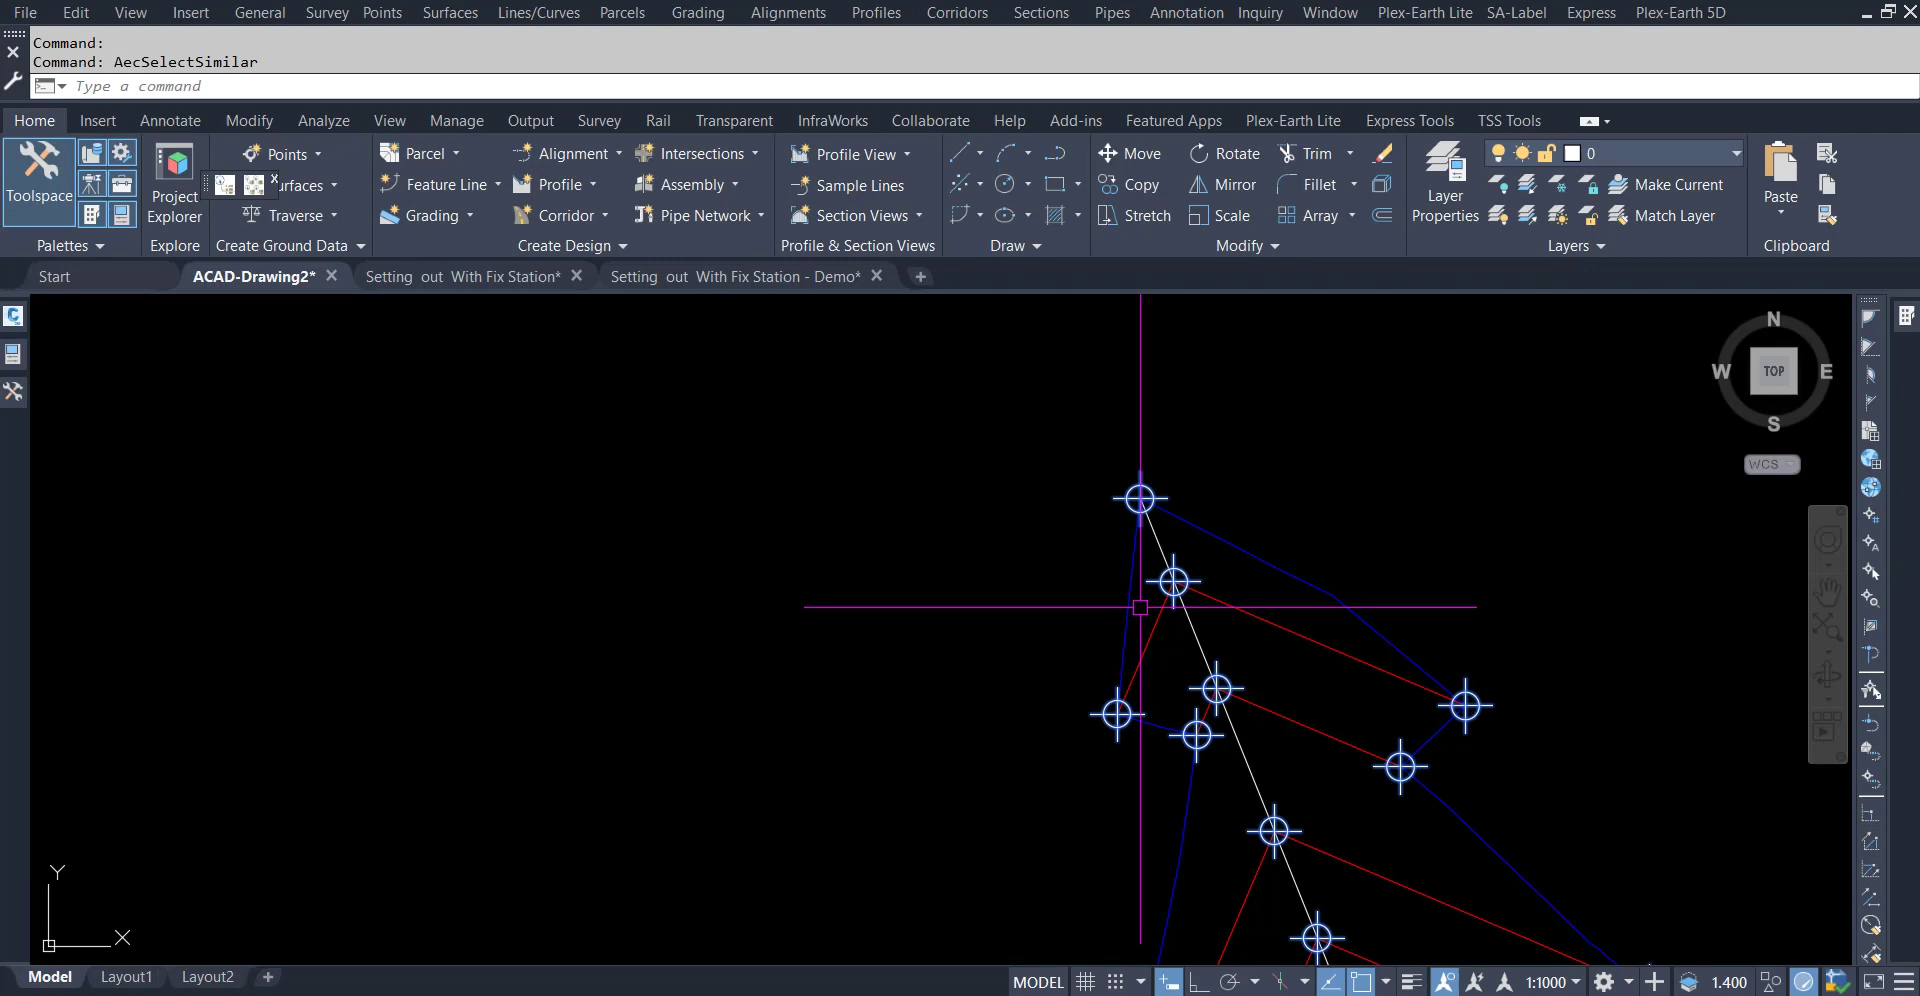 File Edit View Insert General Survey Points Surfaces Lines/Curves Parcels Grading Alignments Profiles Corridors Sections Pipes Annotation Inquiry Window Plex-Earth Lite SA-Label Express Plex-Earth 5D
Command:
Command: AecSelectSimilar
Type a command
Home Insert Annotate Modify Analyze View Manage Output Survey Rail Transparent InfraWorks Collaborate Help Add-ins Featured Apps Plex-Earth Lite Express Tools TSS Tools
Points Parcel Alignment Intersections Profile View Move Rotate Trim 0
Toolspace Project Explorer urfaces Feature Line Profile Assembly Sample Lines Copy Mirror Fillet Layer Properties Make Current Paste
Traverse Grading Corridor Pipe Network Section Views Stretch Scale Array Match Layer
Palettes Explore Create Ground Data Create Design Profile & Section Views Draw Modify Layers Clipboard
Start ACAD-Drawing2* Setting out With Fix Station* Setting out With Fix Station - Demo*
N
W TOP E
S
WCS
Y
X
Model Layout1 Layout2 MODEL 1:1000 1.400